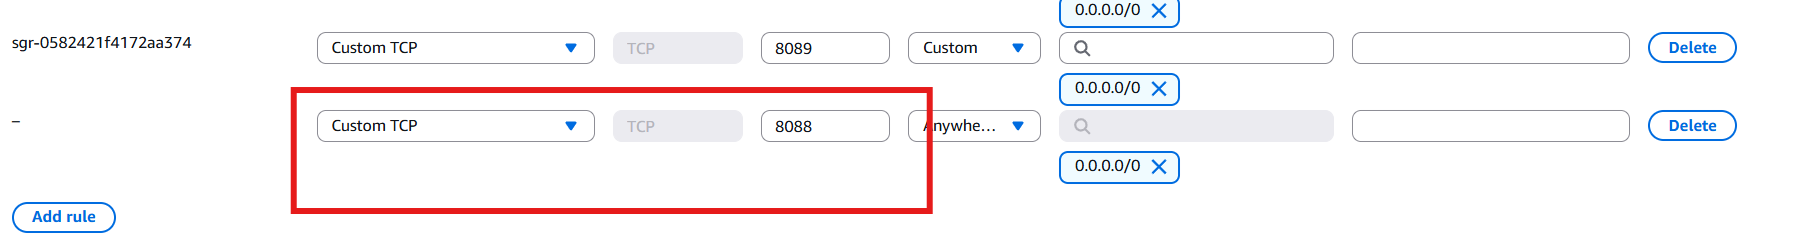 0.0.0.0/0
sgr-0582421f4172aa374 Custom TCP TCP 8089 Custom Delete
0.0.0.0/0
– Custom TCP TCP 8088 Anywhe... Delete
0.0.0.0/0
Add rule